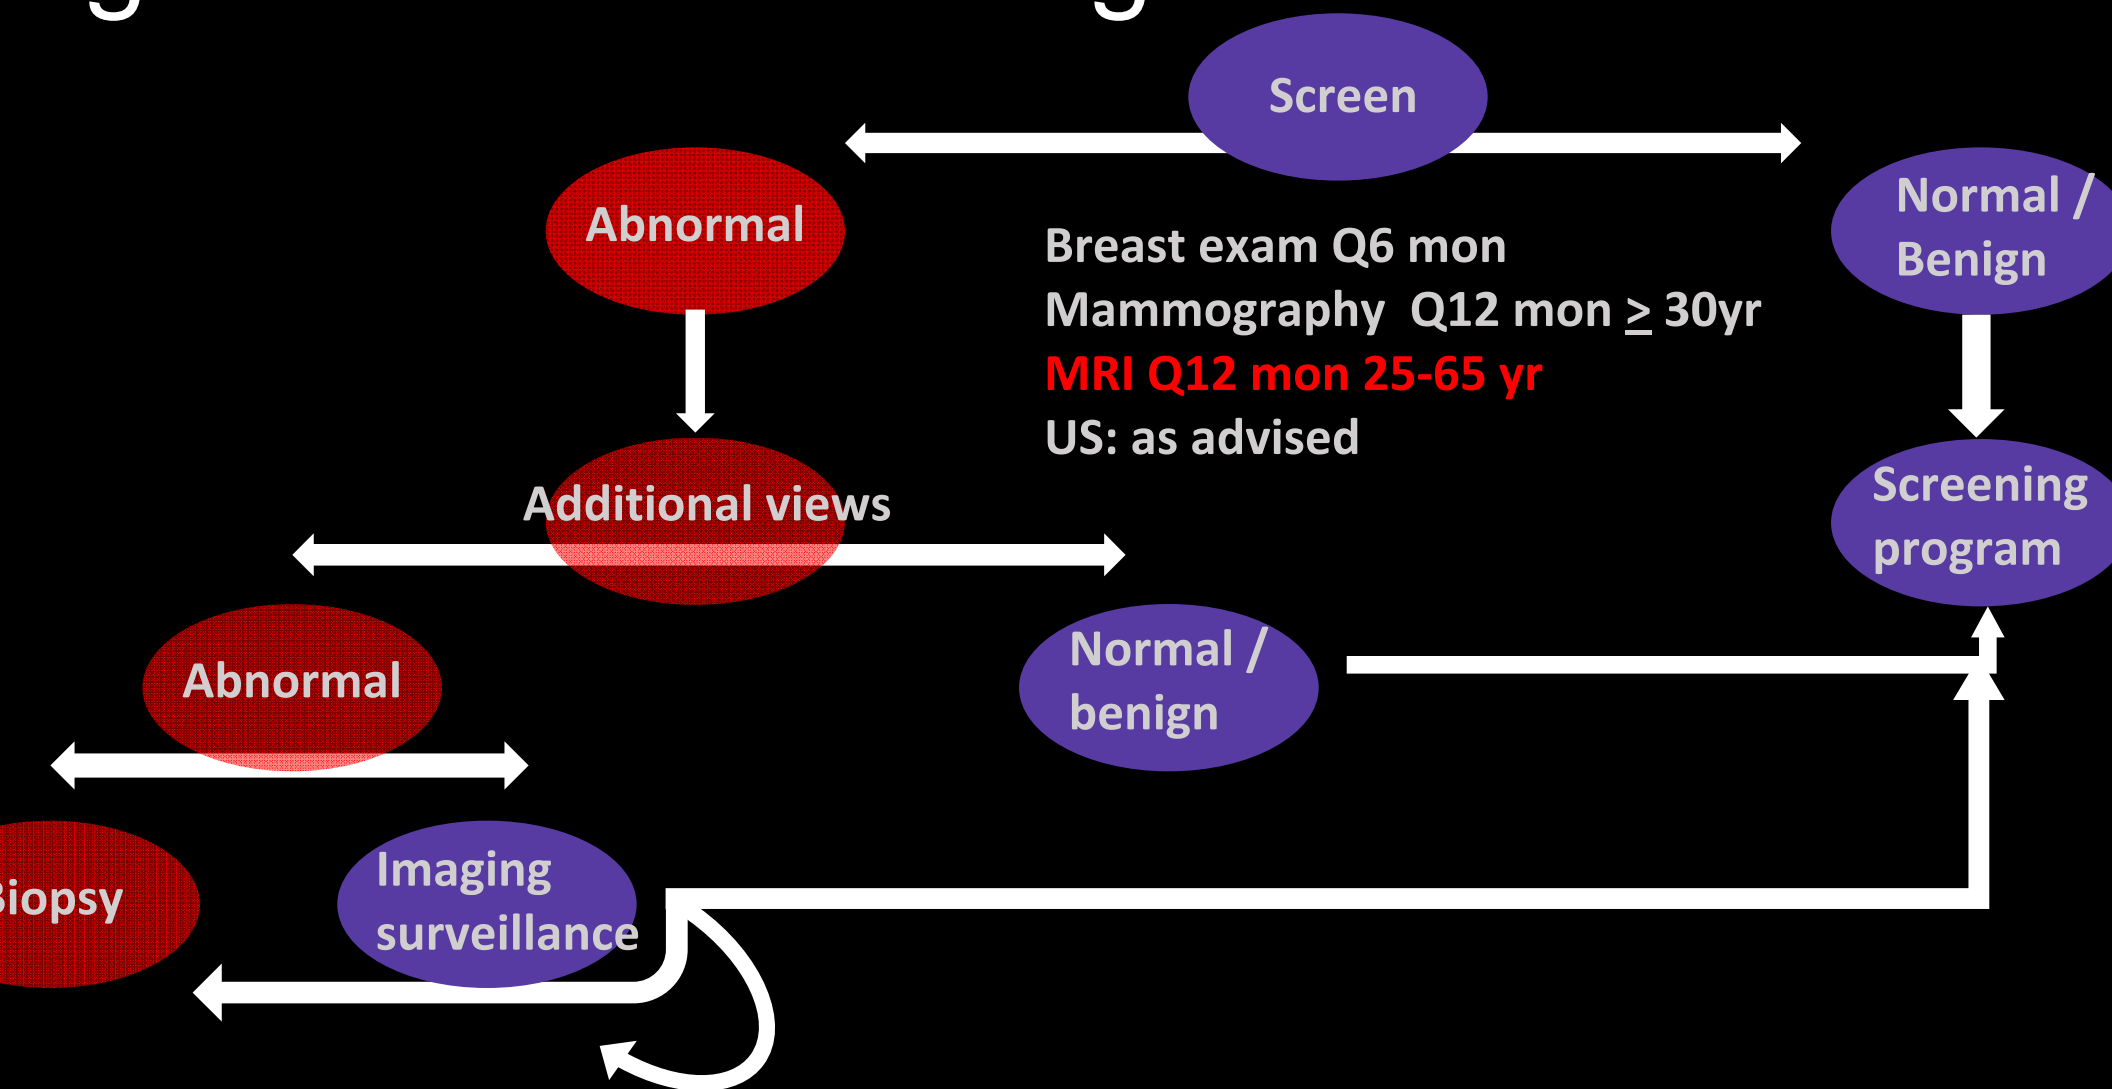 Screen
Abnormal
Normal /
Benign
Breast exam Q6 mon
Mammography  Q12 mon > 30yr
MRI Q12 mon 25-65 yr
US: as advised
Additional views
Screening
program
Abnormal
Normal /
benign
Biopsy
Imaging
surveillance